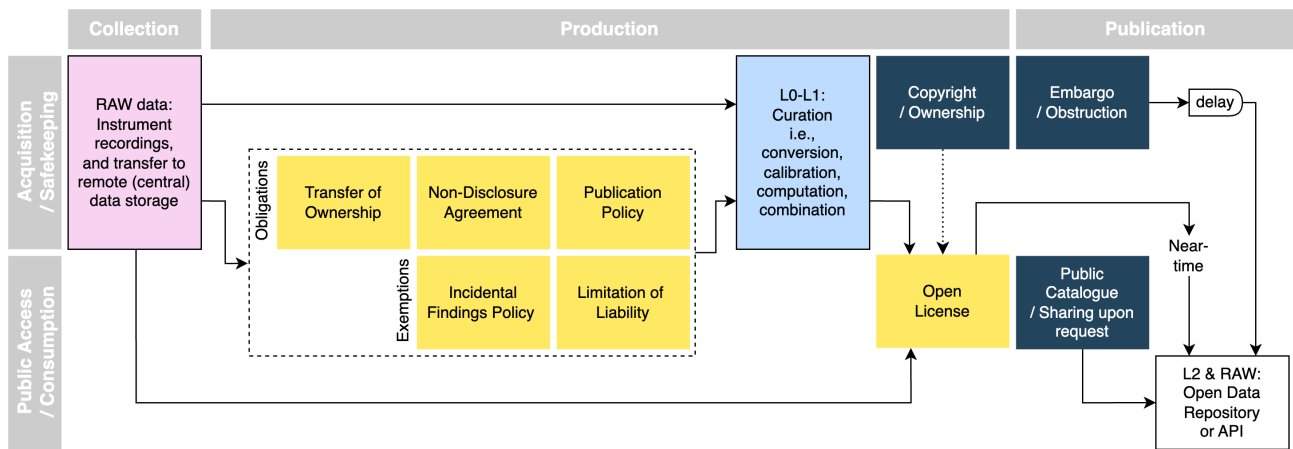 Collection
Production
Publication
Acquisition
/ Safekeeping
RAW data:
Instrument
recordings,
and transfer to
remote (central)
data storage
Obligations
Transfer of
Ownership
Non-Disclosure
Agreement
Publication
Policy
L0-L1:
Curation
i.e.,
conversion,
calibration,
computation,
combination
Copyright
/ Ownership
Embargo
/ Obstruction
delay
Public Access
/ Consumption
Exemptions
Incidental
Findings Policy
Limitation of
Liability
Open
License
Public
Catalogue
/ Sharing upon
request
Near-
time
L2 & RAW:
Open Data
Repository
or API